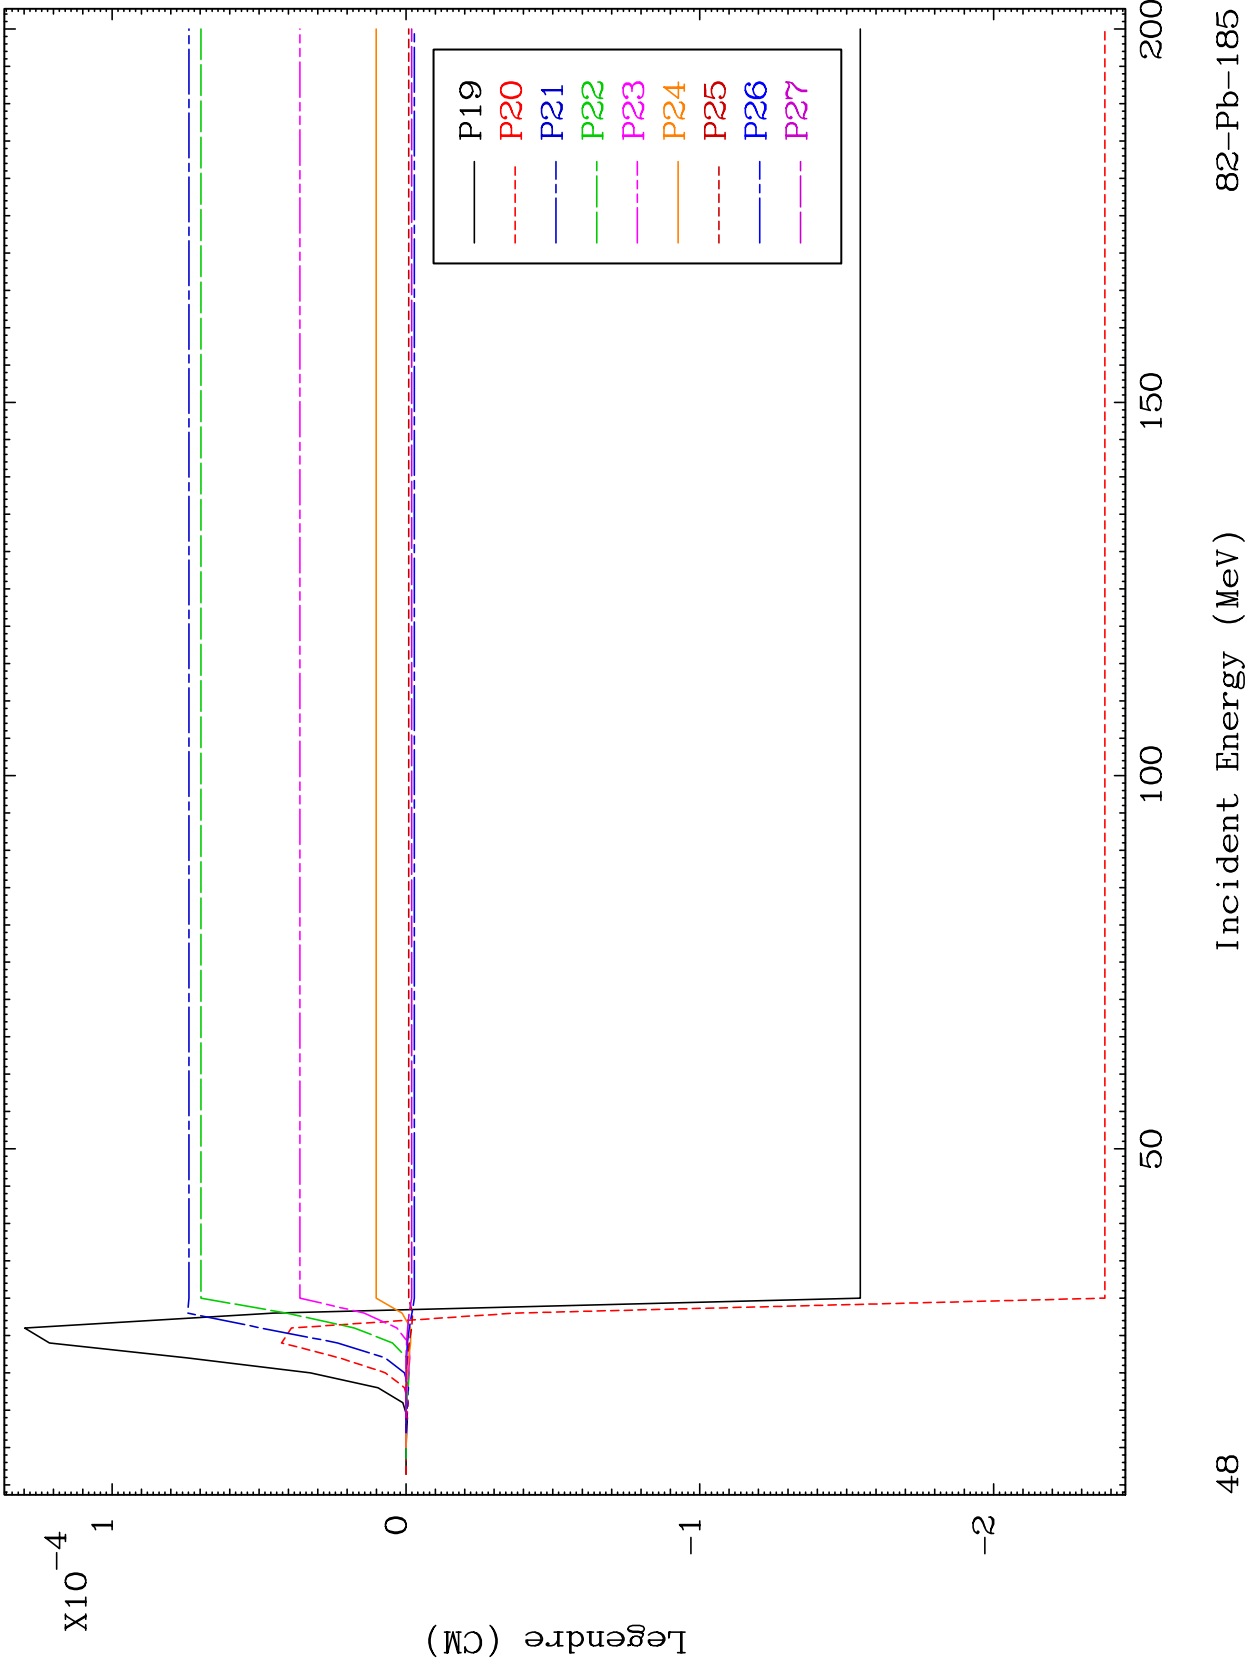 X10-4
1
0
-1
-2
Legendre (CM)
P19
P20
P21
P22
P23
P24
P25
P26
P27
50
100
150
200
Incident Energy (MeV)
48
82-Pb-185